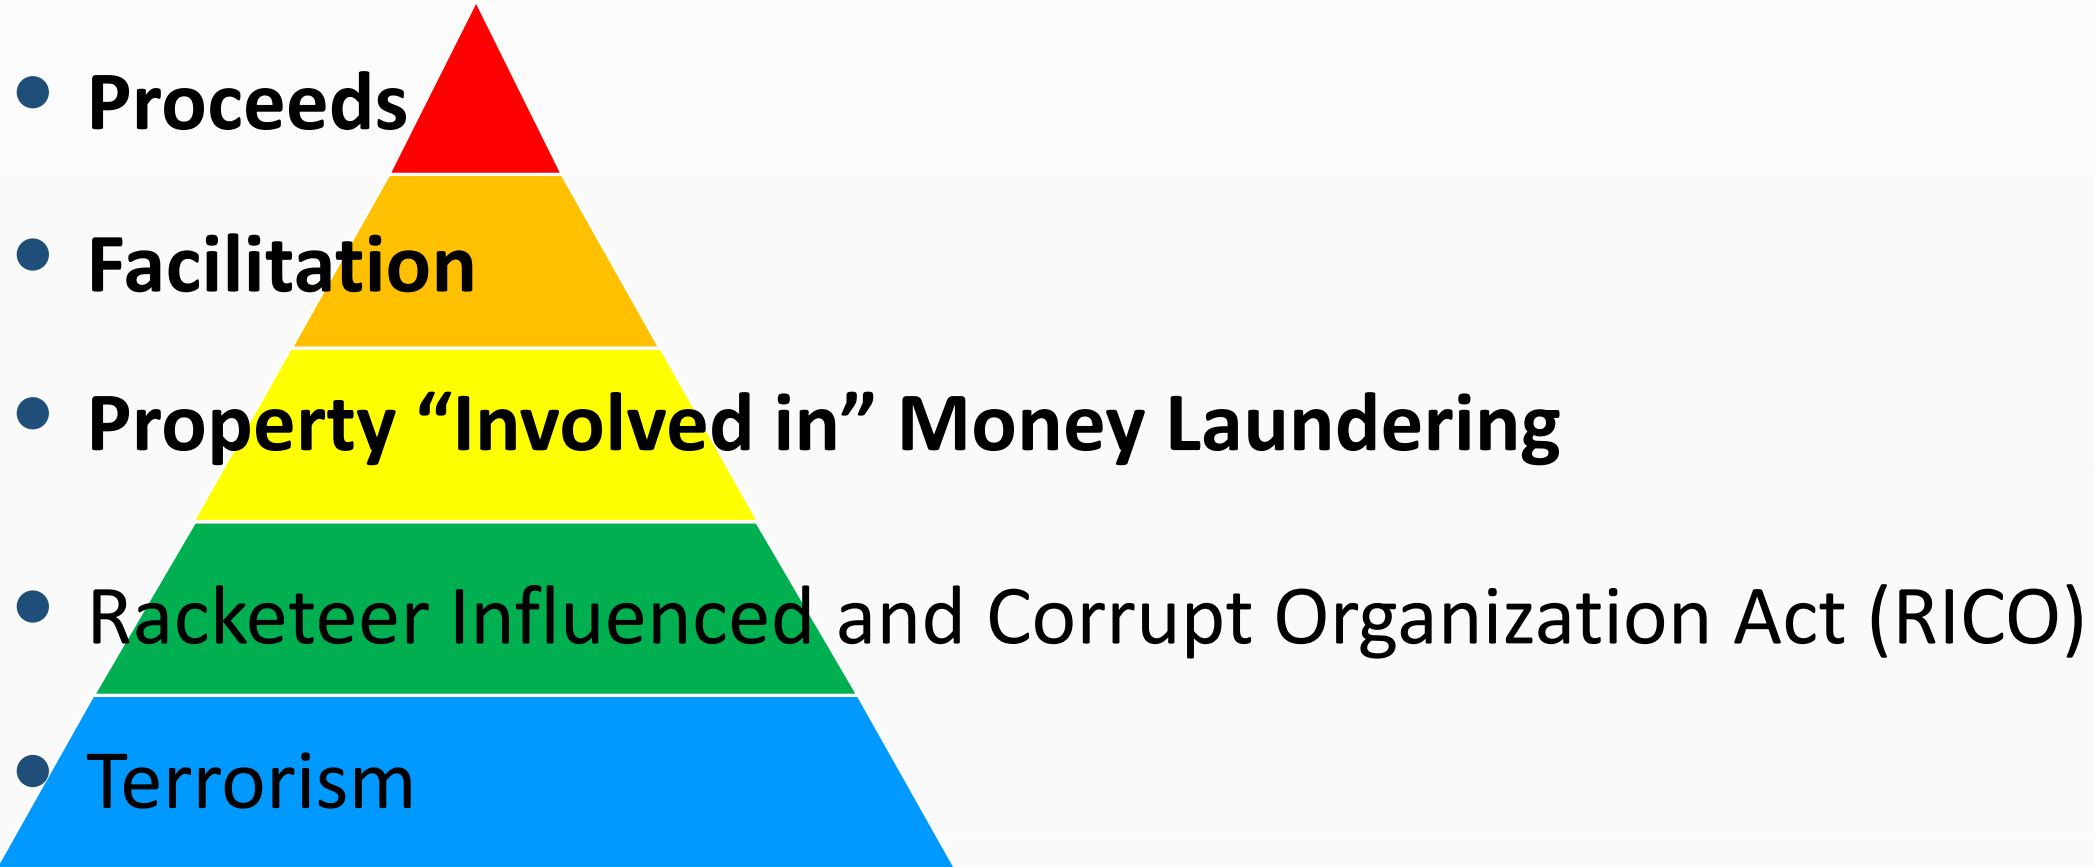 • Proceeds
• Facilitation
• Property “Involved in” Money Laundering
• Racketeer Influenced and Corrupt Organization Act (RICO)
• Terrorism